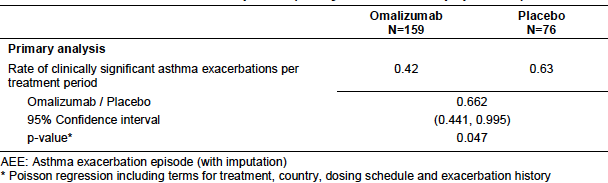 Omalizumab Placebo
N=159 N=76
Primary analysis
Rate of clinically significant asthma exacerbations per 0.42 0.63
treatment period
Omalizumab / Placebo 0.662
95% Confidence interval (0.441, 0.995)
p-value* 0.047
AEE: Asthma exacerbation episode (with imputation)
* Poisson regression including terms for treatment, country, dosing schedule and exacerbation history